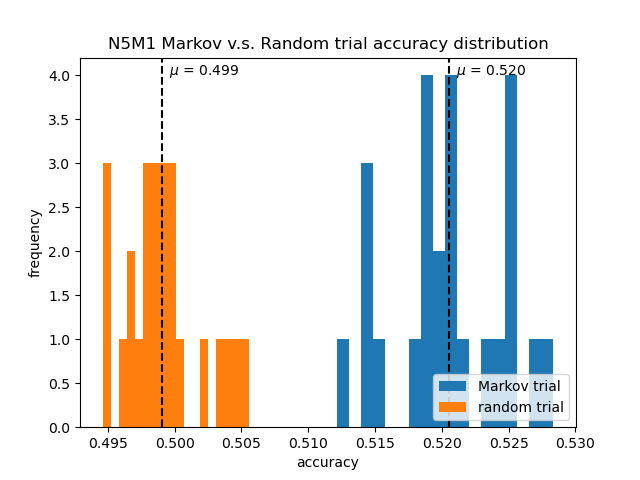 N5M1 Markov v.s. Random trial accuracy distribution
μ = 0.499
μ = 0.520
4.0
3.5
3.0
2.5
2.0
1.5
1.0
0.5
0.0
frequency
Markov trial
random trial
0.495 0.500 0.505 0.510 0.515 0.520 0.525 0.530
accuracy